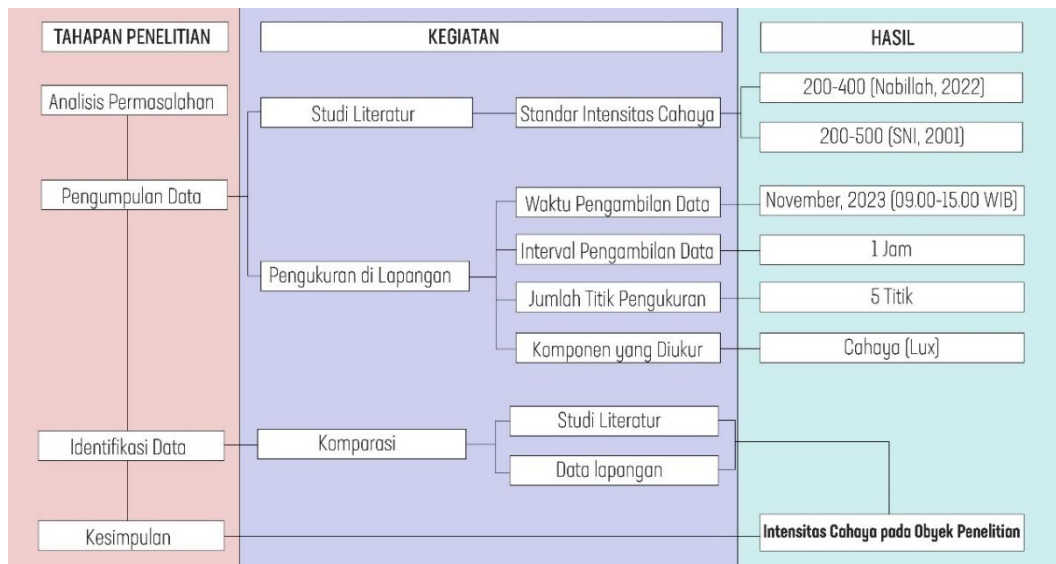 TAHAPAN PENELITIAN
KEGIATAN
HASIL
Analisis Permasalahan
Studi Literatur
Standar Intensitas Cahaya
200-400 (Nabillah, 2022)
200-500 (SNI, 2001)
Pengumpulan Data
Waktu Pengambilan Data
November, 2023 (09.00-15.00 WIB)
Interval Pengambilan Data
1 Jam
Pengukuran di Lapangan
Jumlah Titik Pengukuran
5 Titik
Komponen yang Diukur
Cahaya (Lux)
Identifikasi Data
Komparasi
Studi Literatur
Data lapangan
Kesimpulan
Intensitas Cahaya pada Obyek Penelitian